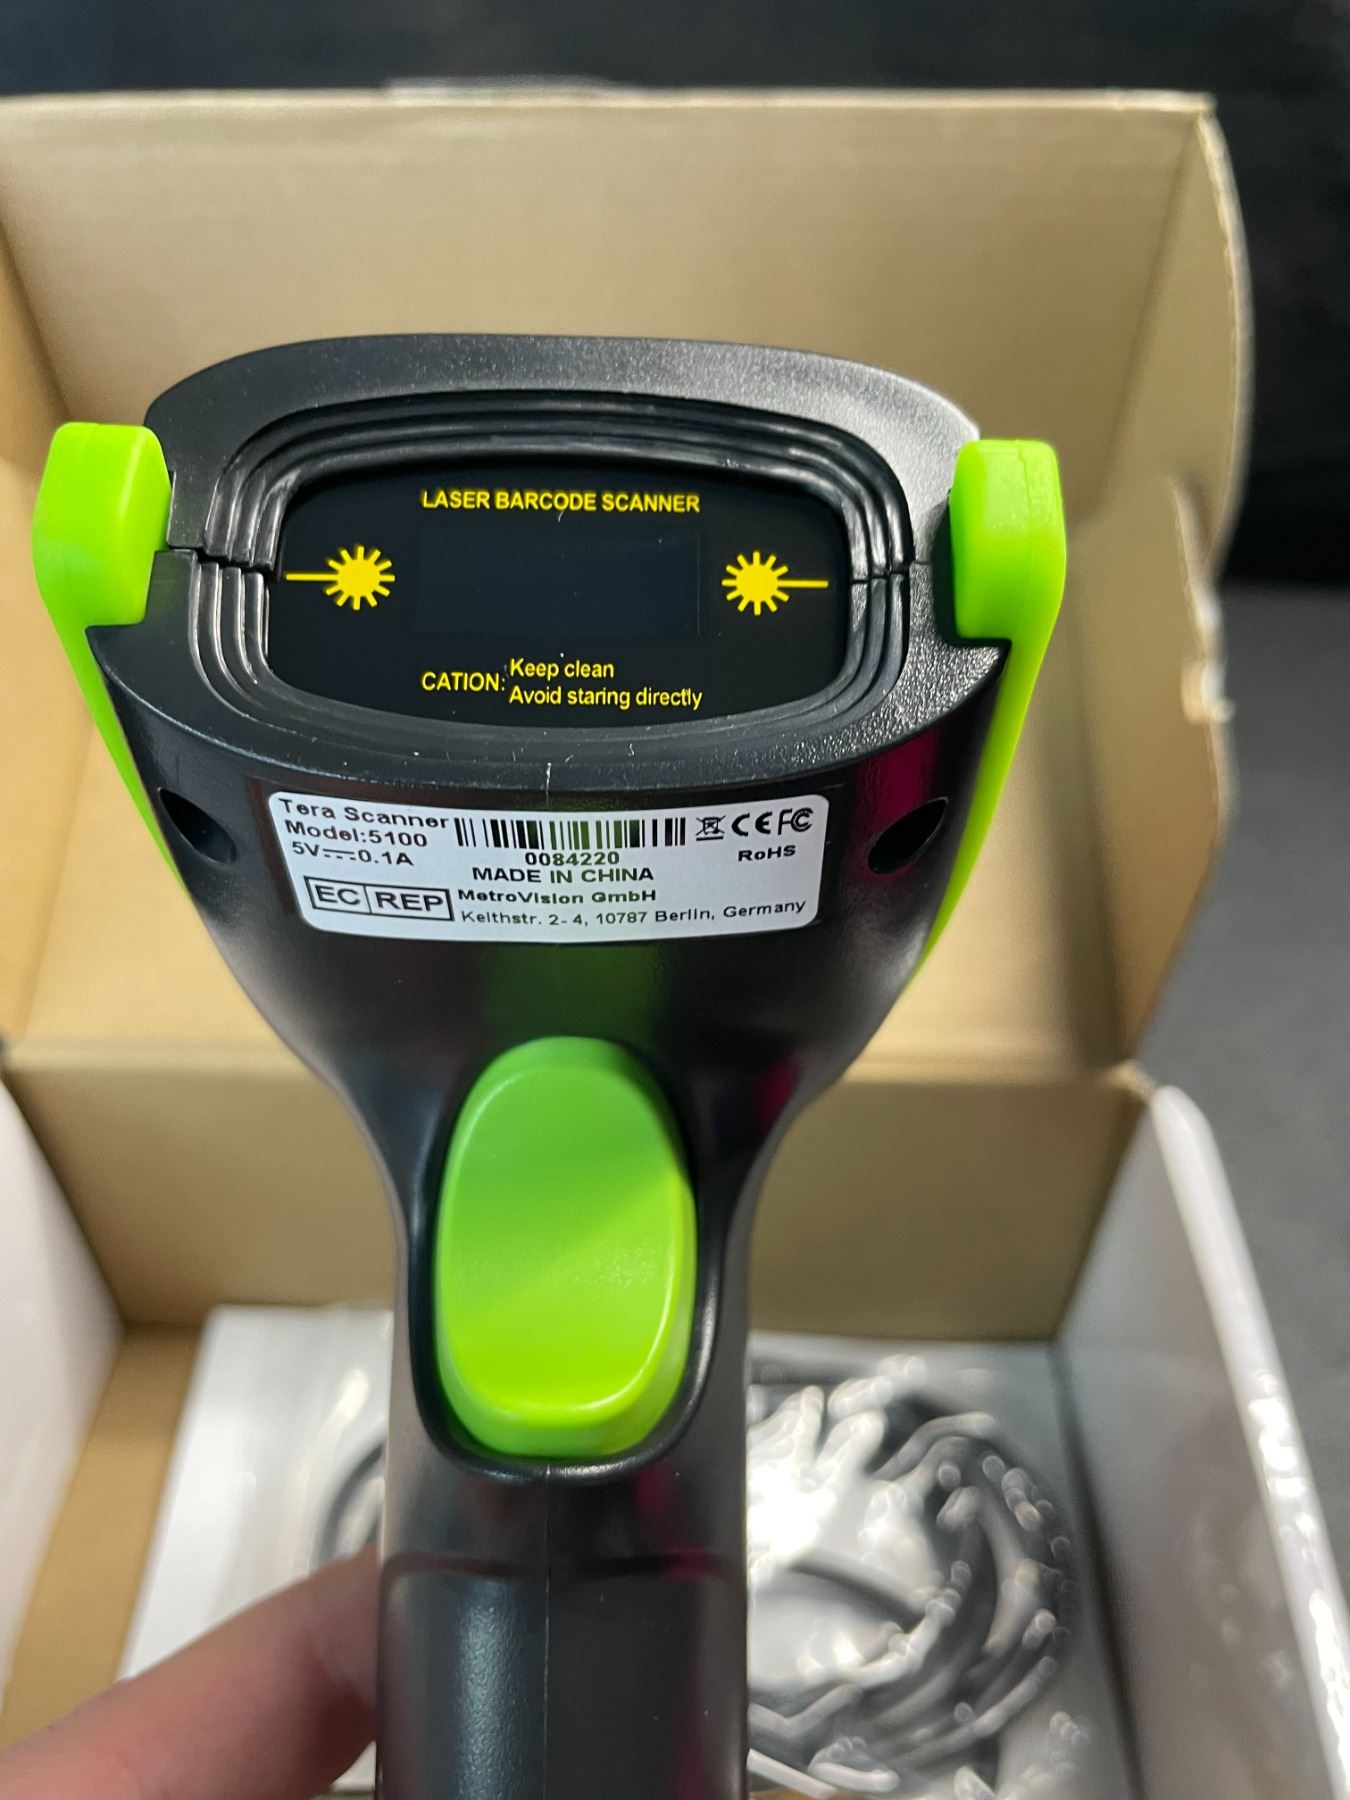 LASER BARCODE SCANNER
CATION: Keep clean
Avoid staring directly
Tera Scanner
Model:5100
5V⎓0.1A
0084220
MADE IN CHINA
CE FC
RoHS
EC REP
MetroVision GmbH
Keithstr. 2-4, 10787 Berlin, Germany